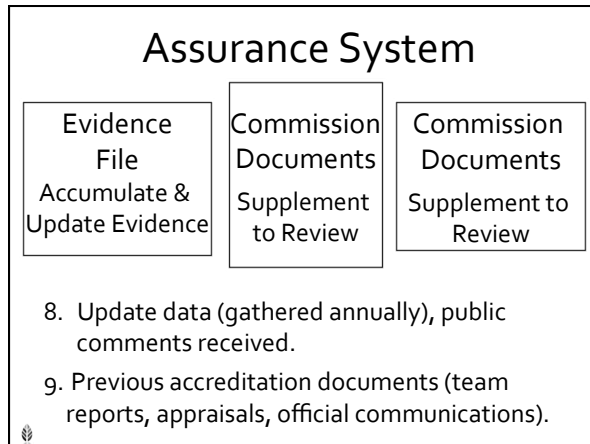 Assurance System
Evidence
File
Accumulate &
Update Evidence
Commission
Documents
Supplement
to Review
Commission
Documents
Supplement to
Review
8. Update data (gathered annually), public
comments received.
9. Previous accreditation documents (team
reports, appraisals, official communications).